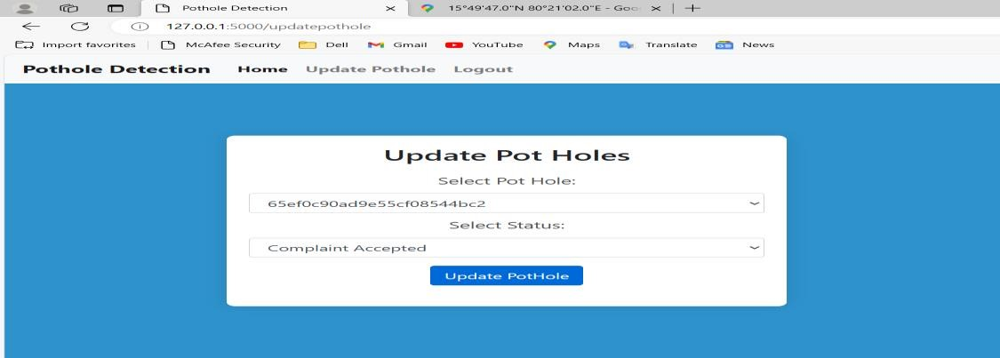 Pothole Detection
15°49'47.0"N 80°21'02.0"E - Goo
127.0.0.1:5000/updatepothole
Import favorites McAfee Security Dell Gmail YouTube Maps Translate News
Pothole Detection Home Update Pothole Logout
Update Pot Holes
Select Pot Hole:
65ef0c90ad9e55cf08544bc2
Select Status:
Complaint Accepted
Update PotHole